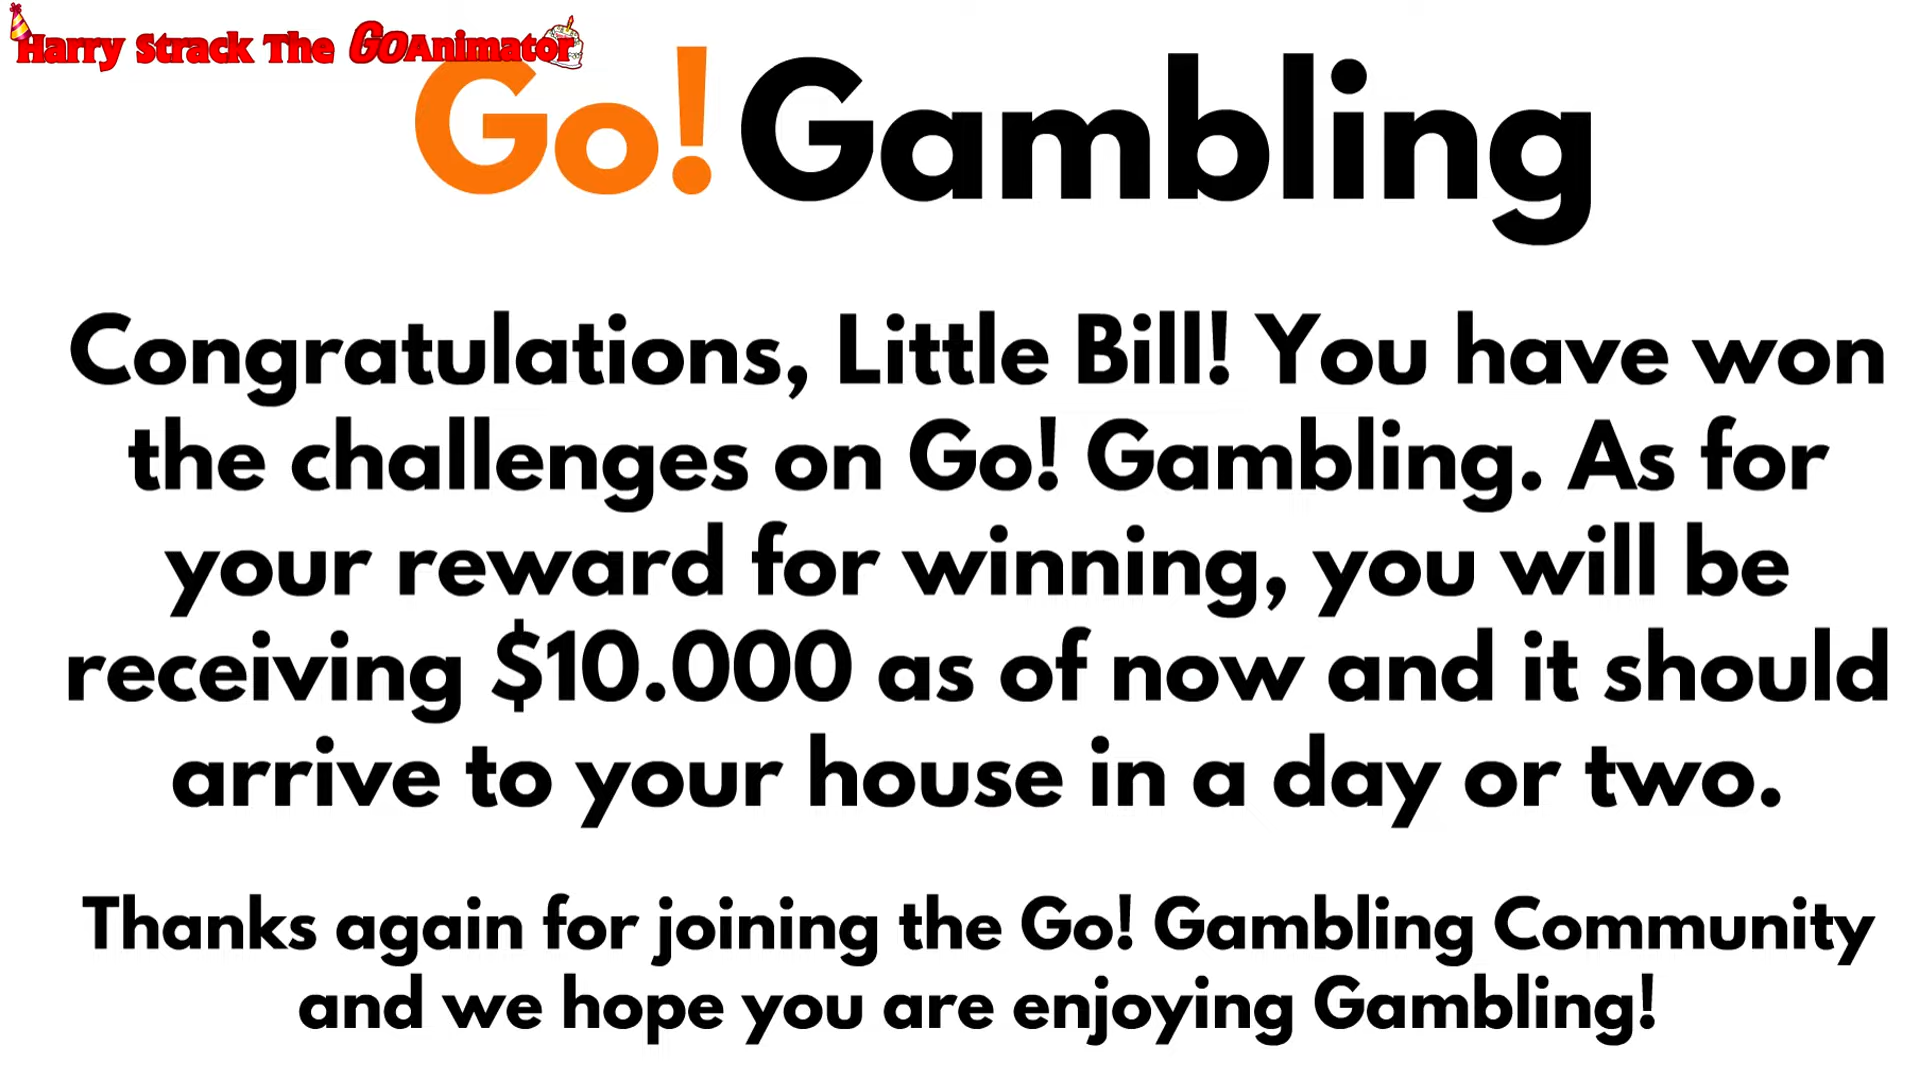 Harry Strack The GOAnimator
Go! Gambling
Congratulations, Little Bill! You have won
the challenges on Go! Gambling. As for
your reward for winning, you will be
receiving $10.000 as of now and it should
arrive to your house in a day or two.
Thanks again for joining the Go! Gambling Community
and we hope you are enjoying Gambling!